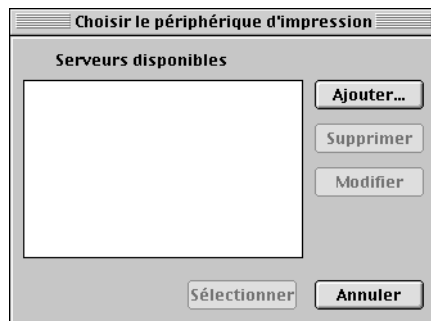 Choisir le périphérique d'impression
Serveurs disponibles
Ajouter...
Supprimer
Modifier
Sélectionner
Annuler